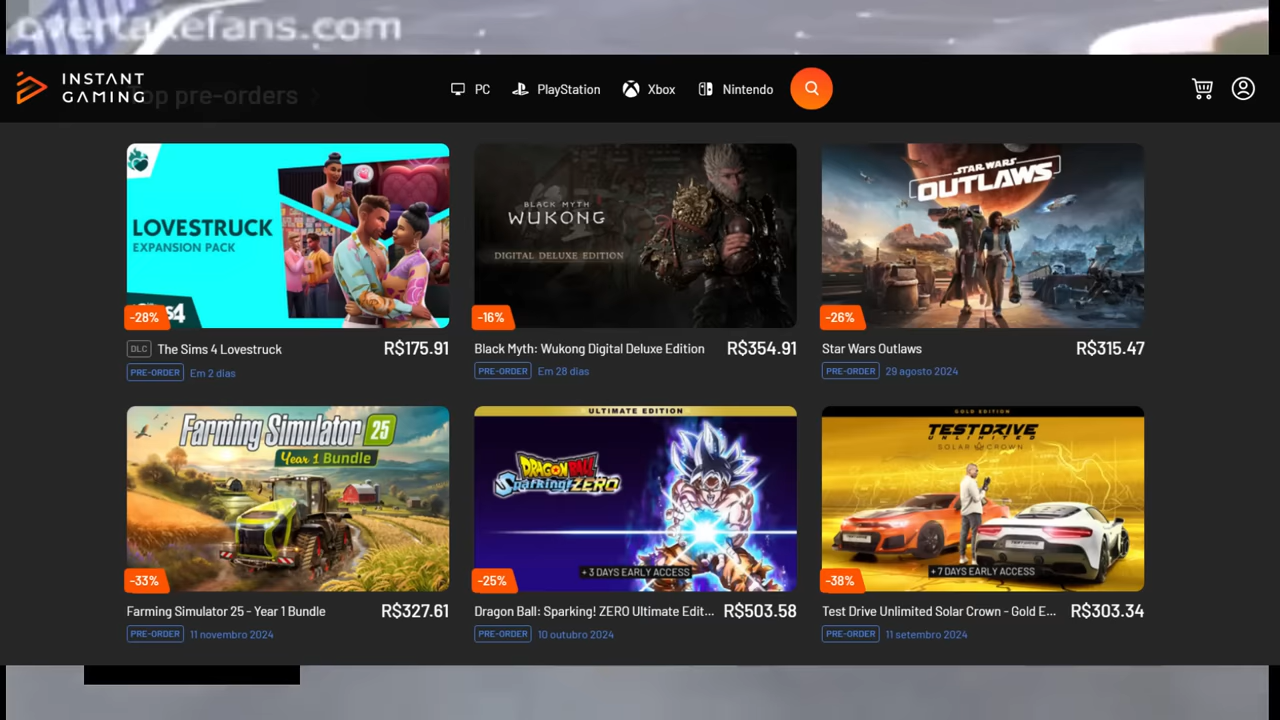 overtakefans.com
INSTANT
GAMING
Top pre-orders
PC
PlayStation
Xbox
Nintendo
LOVESTRUCK
EXPANSION PACK
-28%
DLC The Sims 4 Lovestruck R$175.91
PRE-ORDER Em 2 dias
BLACK MYTH
WUKONG
DIGITAL DELUXE EDITION
-16%
Black Myth: Wukong Digital Deluxe Edition R$354.91
PRE-ORDER Em 28 dias
STAR WARS
OUTLAWS
-26%
Star Wars Outlaws R$315.47
PRE-ORDER 29 agosto 2024
Farming Simulator 25
Year 1 Bundle
-33%
Farming Simulator 25 - Year 1 Bundle R$327.61
PRE-ORDER 11 novembro 2024
ULTIMATE EDITION
DRAGON BALL
Sparking! ZERO
+ 3 DAYS EARLY ACCESS
-25%
Dragon Ball: Sparking! ZERO Ultimate Edit... R$503.58
PRE-ORDER 10 outubro 2024
GOLD EDITION
TEST DRIVE
UNLIMITED
SOLAR CROWN
+ 7 DAYS EARLY ACCESS
-38%
Test Drive Unlimited Solar Crown - Gold E... R$303.34
PRE-ORDER 11 setembro 2024